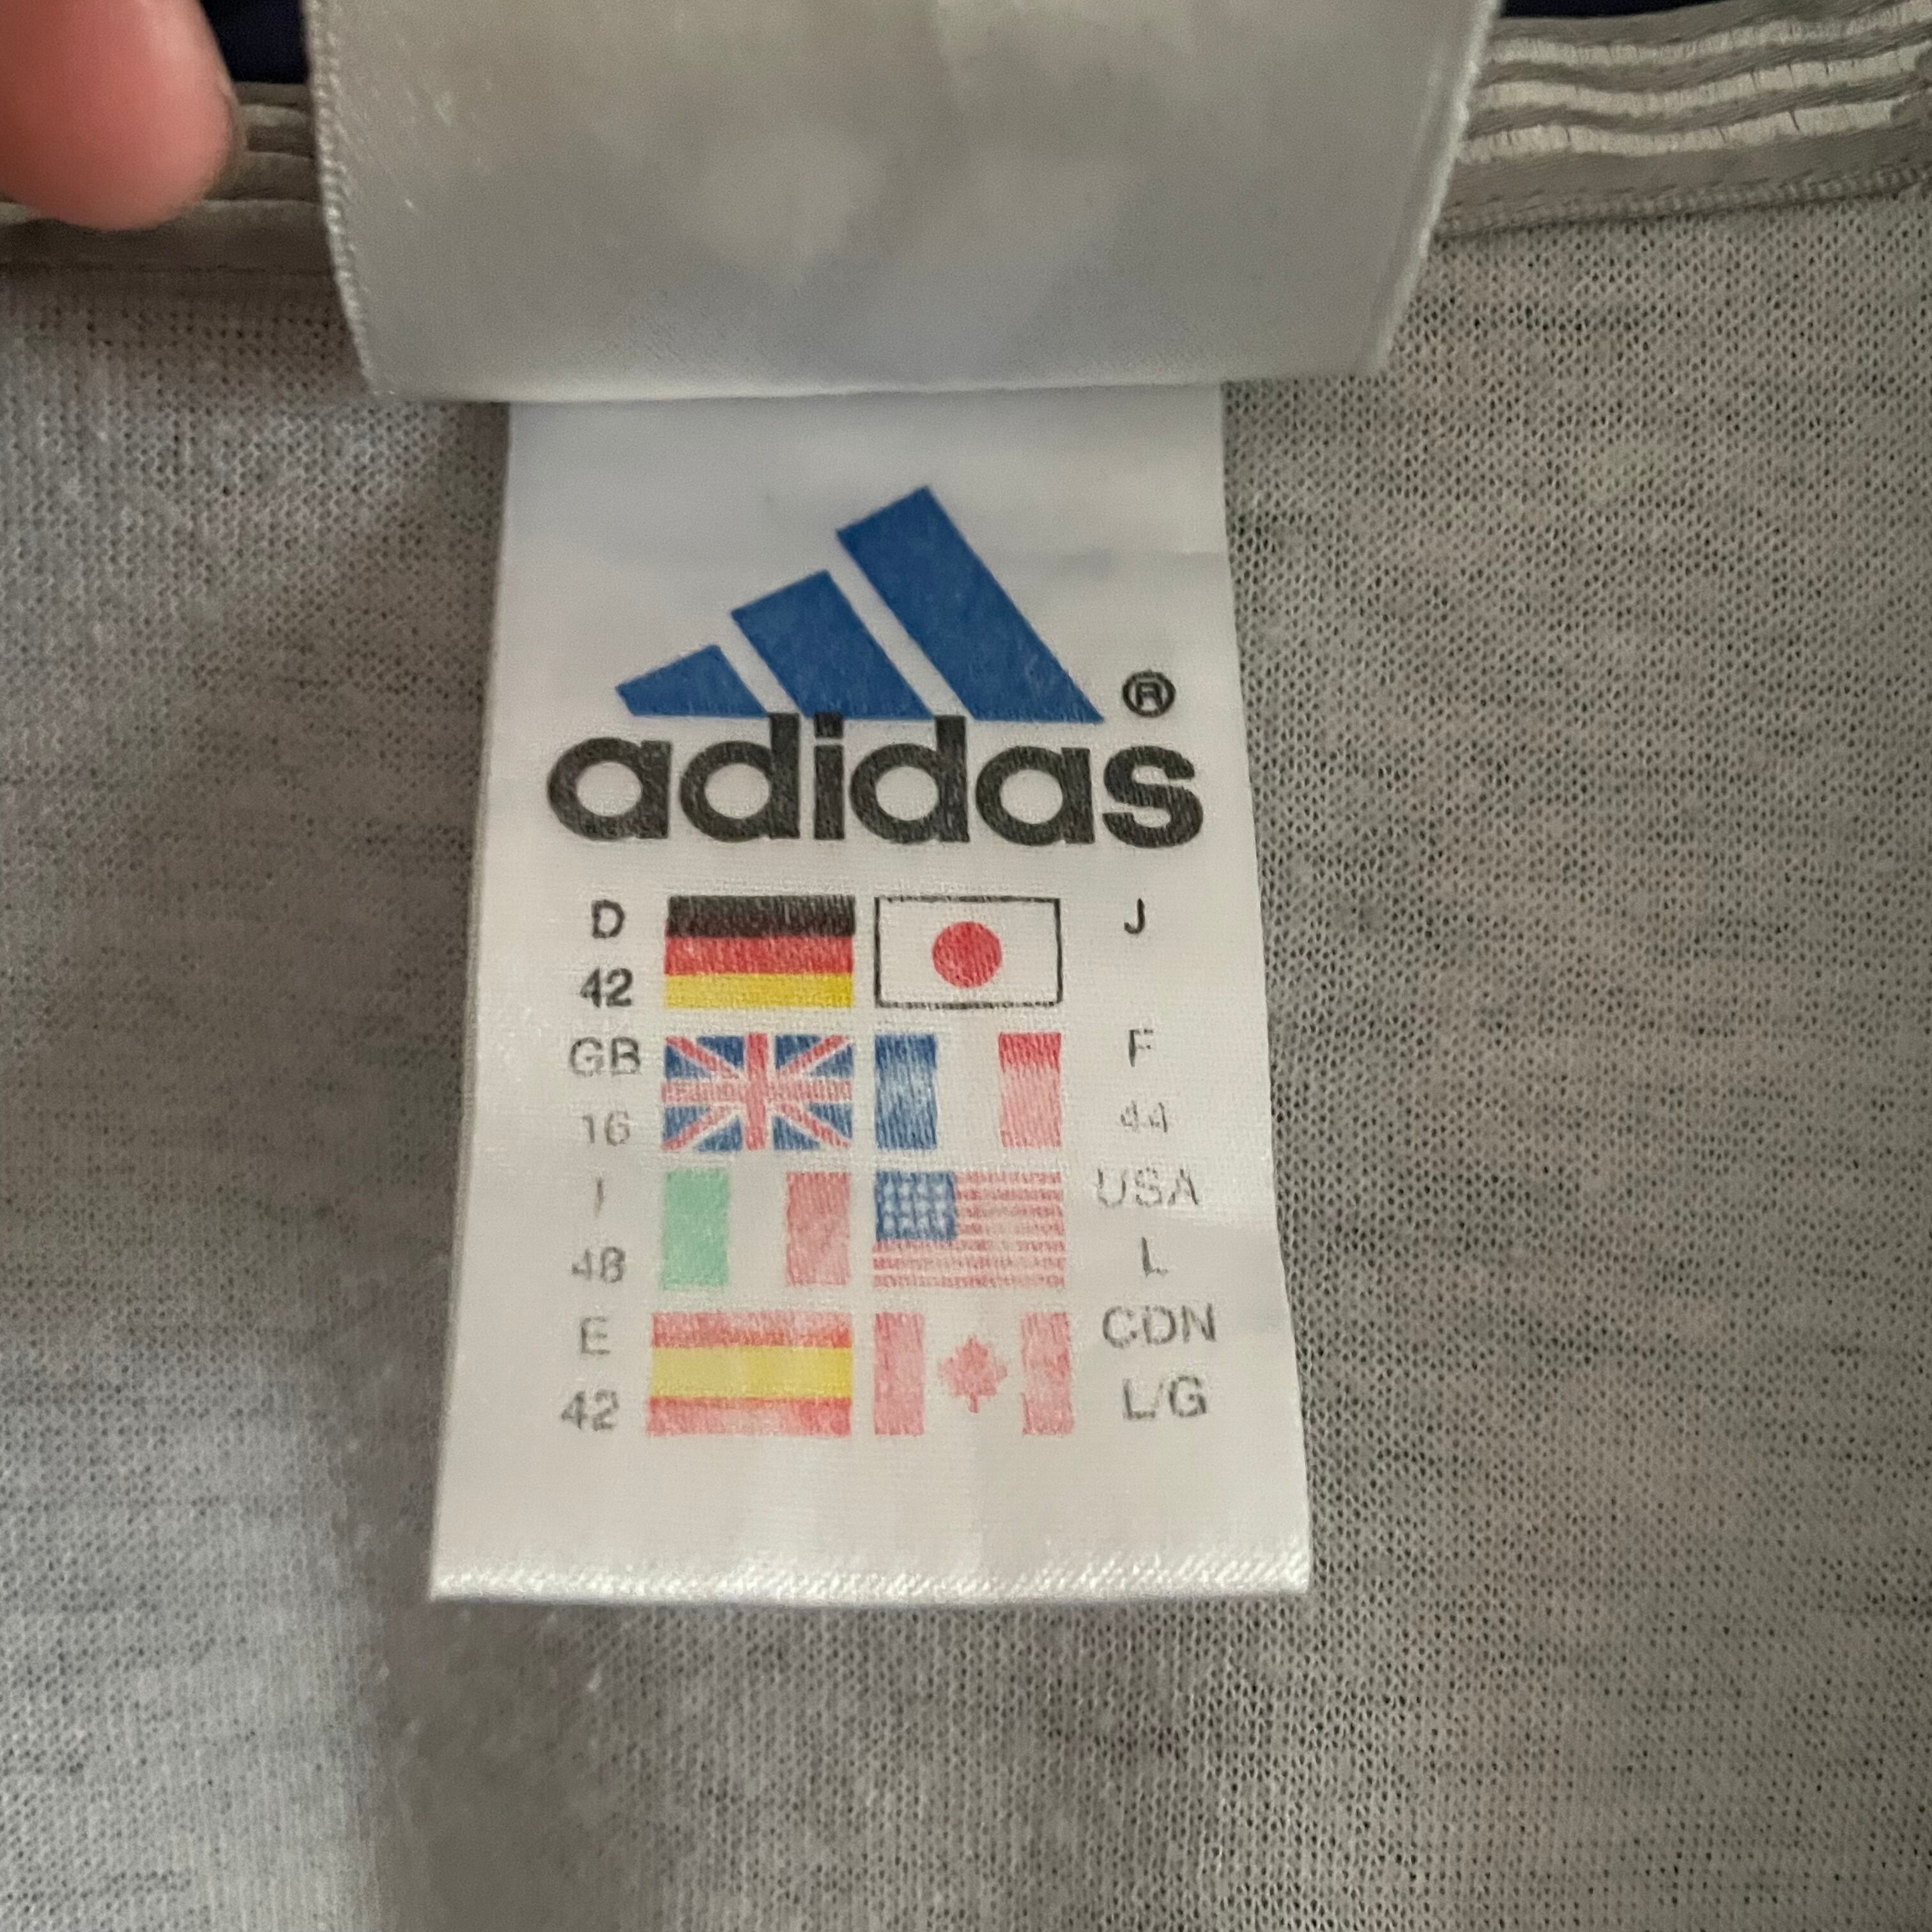 ®
adidas
D J
42
GB F
16 44
I USA
48 L
E CDN
42 L/G